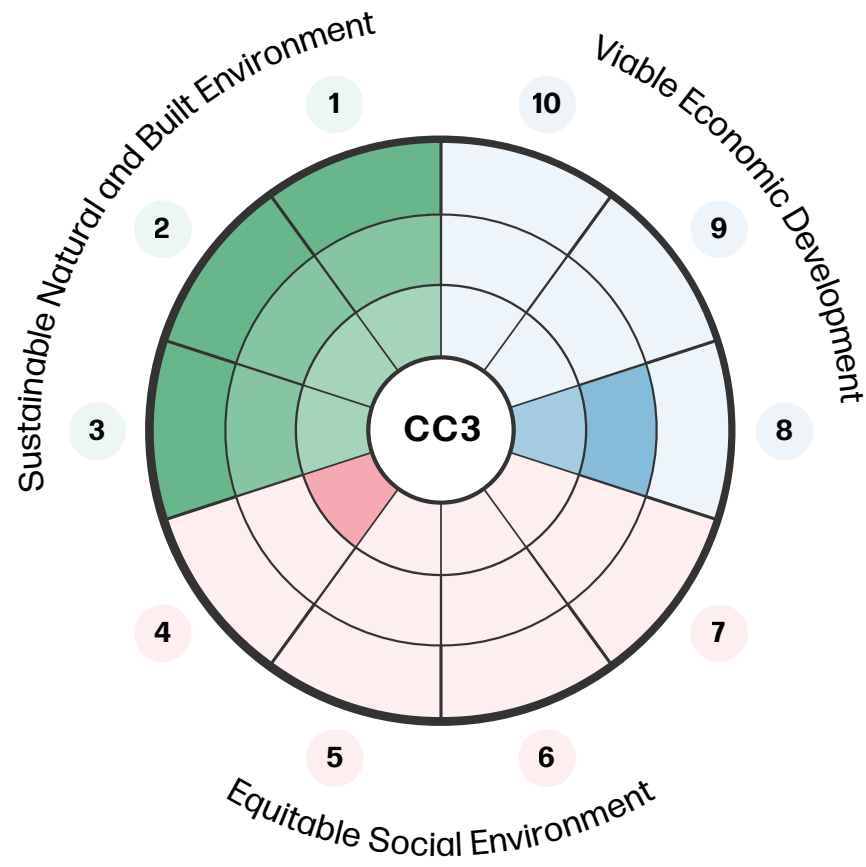 Sustainable Natural and Built Environment
Viable Economic Development
1
10
2
9
3
CC3
8
4
7
5
6
Equitable Social Environment